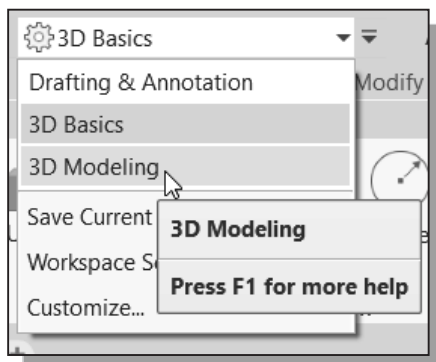 3D Basics
Drafting & Annotation
Modify
3D Basics
3D Modeling
Save Current
3D Modeling
Workspace Se
Press F1 for more help
Customize...